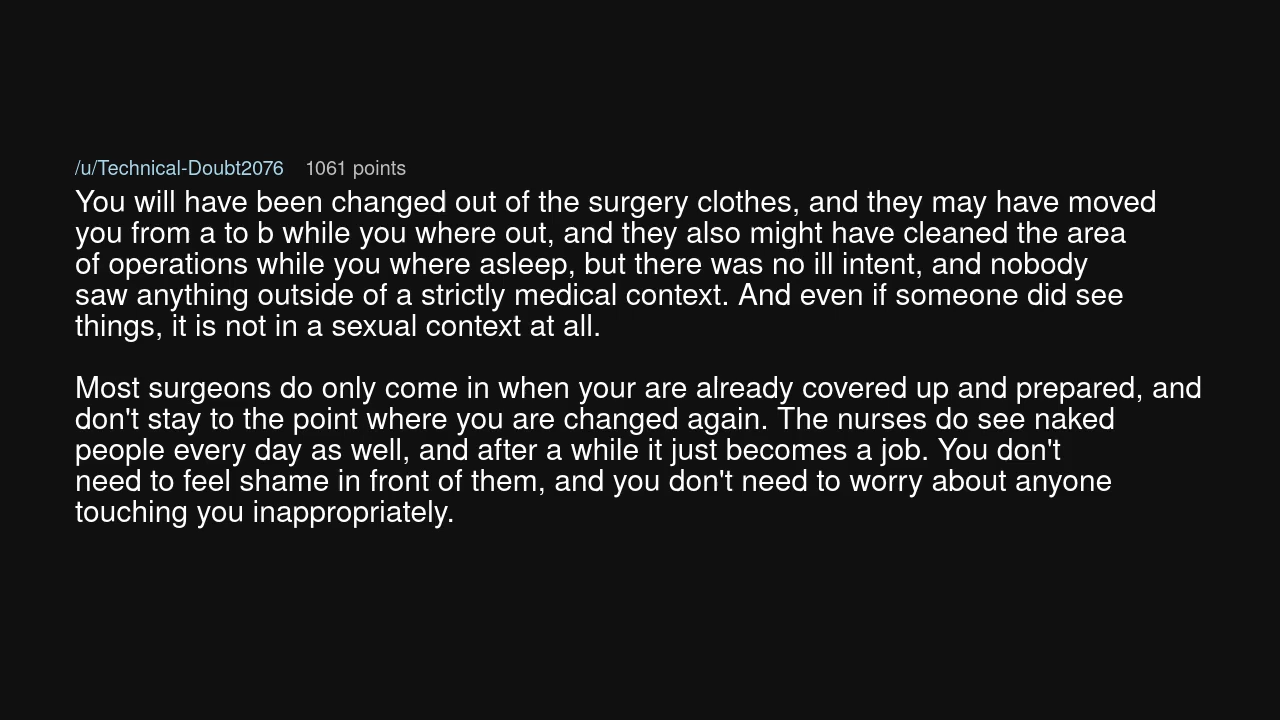 /u/Technical-Doubt2076 1061 points
You will have been changed out of the surgery clothes, and they may have moved
you from a to b while you where out, and they also might have cleaned the area
of operations while you where asleep, but there was no ill intent, and nobody
saw anything outside of a strictly medical context. And even if someone did see
things, it is not in a sexual context at all.
Most surgeons do only come in when your are already covered up and prepared, and
don't stay to the point where you are changed again. The nurses do see naked
people every day as well, and after a while it just becomes a job. You don't
need to feel shame in front of them, and you don't need to worry about anyone
touching you inappropriately.